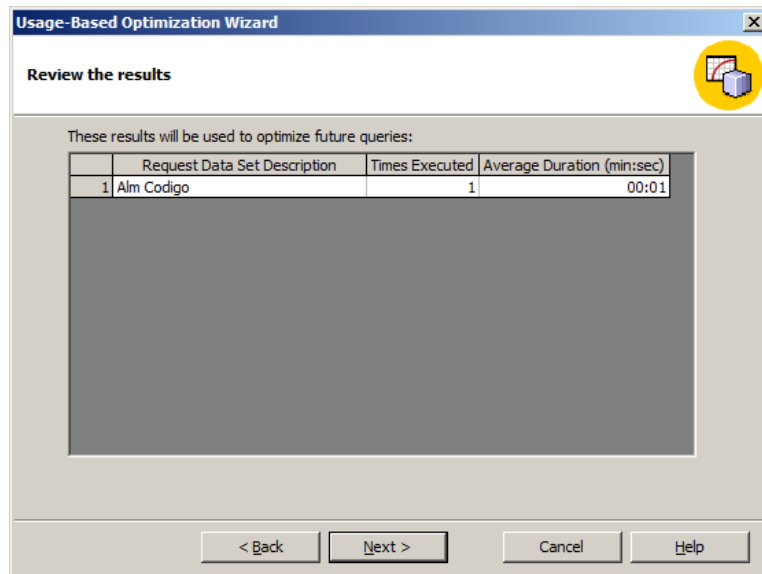 Usage-Based Optimization Wizard
Review the results
These results will be used to optimize future queries:
Request Data Set Description Times Executed Average Duration (min:sec)
1 Alm Codigo 1 00:01
< Back Next > Cancel Help